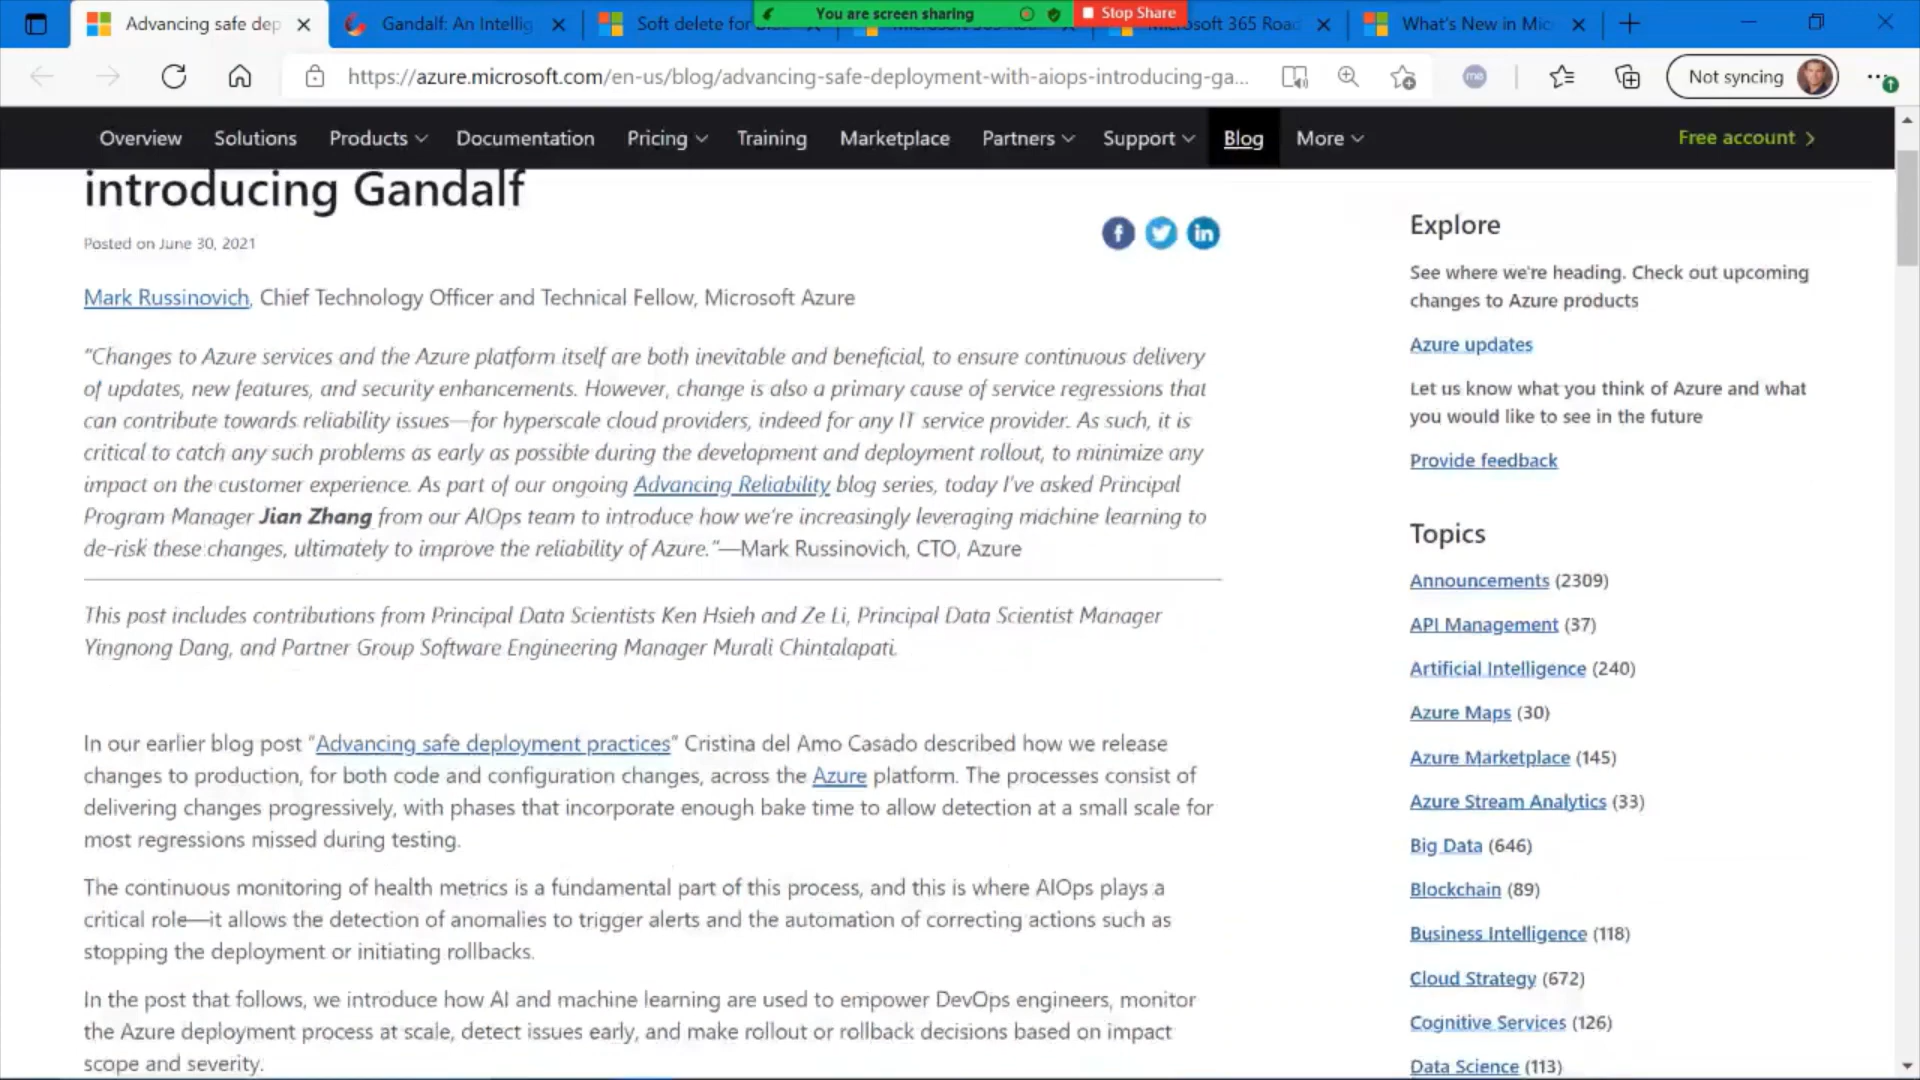 Advancing safe dep
Gandalf: An Intellig
Soft delete for
You are screen sharing
Stop Share
Microsoft 365 Road
What's New in Mic
https://azure.microsoft.com/en-us/blog/advancing-safe-deployment-with-aiops-introducing-ga...
Not syncing
Overview Solutions Products Documentation Pricing Training Marketplace Partners Support Blog More Free account
introducing Gandalf
Posted on June 30, 2021
Mark Russinovich, Chief Technology Officer and Technical Fellow, Microsoft Azure
“Changes to Azure services and the Azure platform itself are both inevitable and beneficial, to ensure continuous delivery
of updates, new features, and security enhancements. However, change is also a primary cause of service regressions that
can contribute towards reliability issues—for hyperscale cloud providers, indeed for any IT service provider. As such, it is
critical to catch any such problems as early as possible during the development and deployment rollout, to minimize any
impact on the customer experience. As part of our ongoing Advancing Reliability blog series, today I've asked Principal
Program Manager Jian Zhang from our AIOps team to introduce how we're increasingly leveraging machine learning to
de-risk these changes, ultimately to improve the reliability of Azure.”—Mark Russinovich, CTO, Azure
This post includes contributions from Principal Data Scientists Ken Hsieh and Ze Li, Principal Data Scientist Manager
Yingnong Dang, and Partner Group Software Engineering Manager Murali Chintalapati.
In our earlier blog post “Advancing safe deployment practices” Cristina del Amo Casado described how we release
changes to production, for both code and configuration changes, across the Azure platform. The processes consist of
delivering changes progressively, with phases that incorporate enough bake time to allow detection at a small scale for
most regressions missed during testing.
The continuous monitoring of health metrics is a fundamental part of this process, and this is where AIOps plays a
critical role—it allows the detection of anomalies to trigger alerts and the automation of correcting actions such as
stopping the deployment or initiating rollbacks.
In the post that follows, we introduce how AI and machine learning are used to empower DevOps engineers, monitor
the Azure deployment process at scale, detect issues early, and make rollout or rollback decisions based on impact
scope and severity.
Explore
See where we're heading. Check out upcoming
changes to Azure products
Azure updates
Let us know what you think of Azure and what
you would like to see in the future
Provide feedback
Topics
Announcements (2309)
API Management (37)
Artificial Intelligence (240)
Azure Maps (30)
Azure Marketplace (145)
Azure Stream Analytics (33)
Big Data (646)
Blockchain (89)
Business Intelligence (118)
Cloud Strategy (672)
Cognitive Services (126)
Data Science (113)